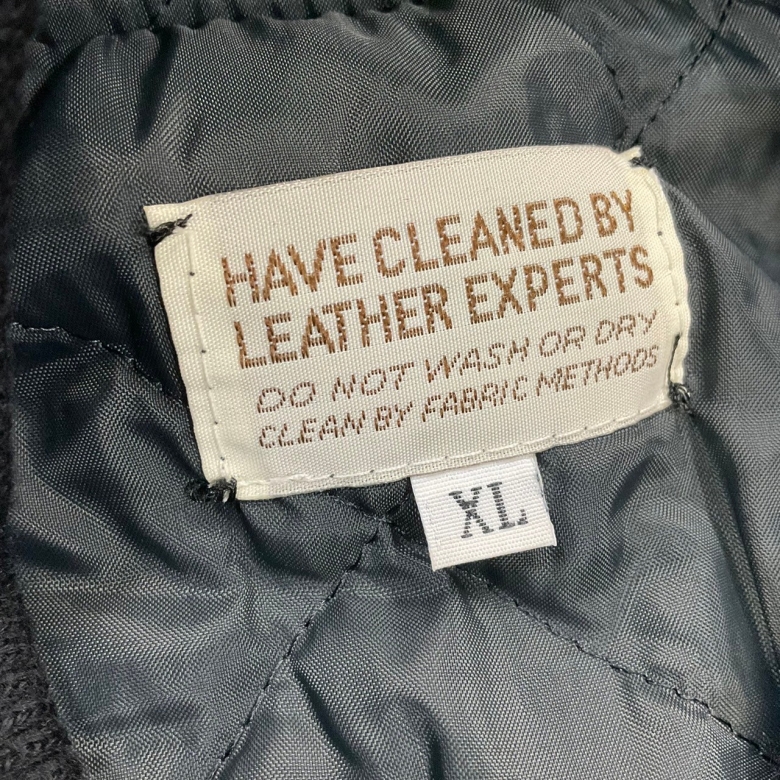 HAVE CLEANED BY
LEATHER EXPERTS
DO NOT WASH OR DRY
CLEAN BY FABRIC METHODS
XL